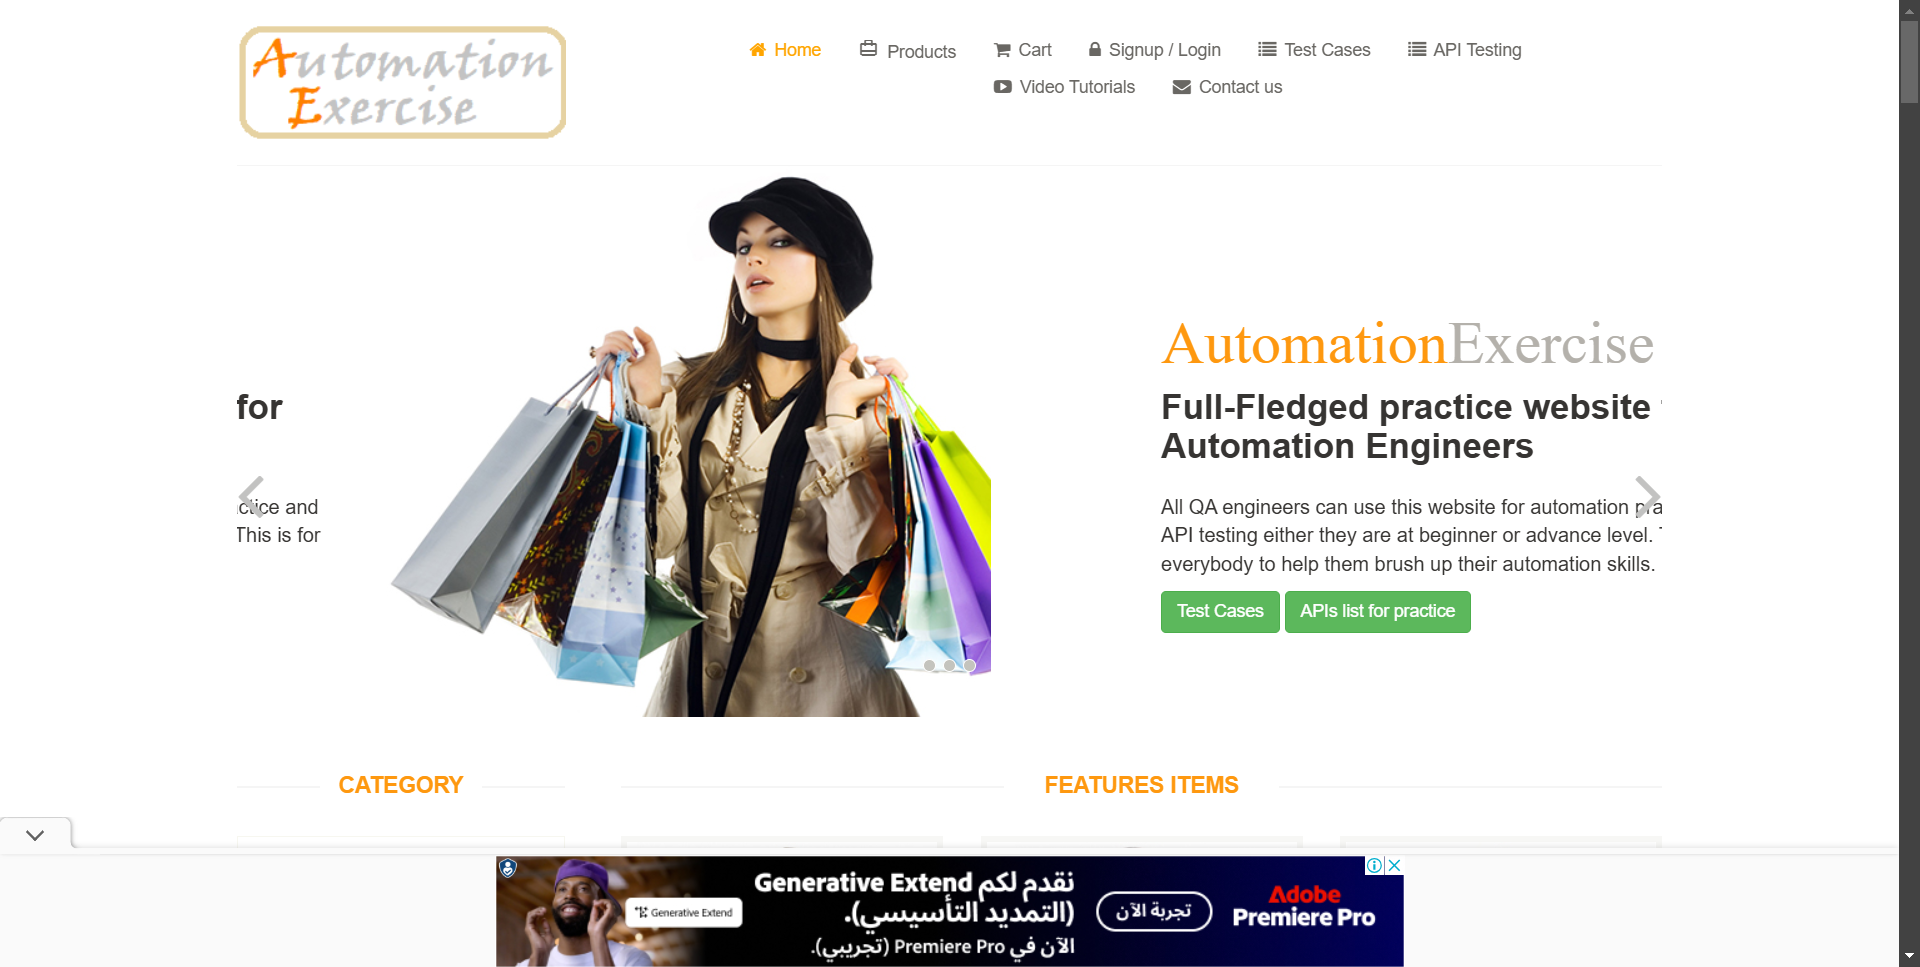 Automation
Exercise
Home
Products
Cart
Signup / Login
Test Cases
API Testing
Video Tutorials
Contact us
for
ctice and
This is for
AutomationExercise
Full-Fledged practice website
Automation Engineers
All QA engineers can use this website for automation pra
API testing either they are at beginner or advance level.
everybody to help them brush up their automation skills.
Test Cases
APIs list for practice
CATEGORY
FEATURES ITEMS
Generative Extend
نقدم لكم Generative Extend
(التمديد التأسيسي).
الآن في Premiere Pro (تجريبي).
تجربة الآن
Adobe
Premiere Pro